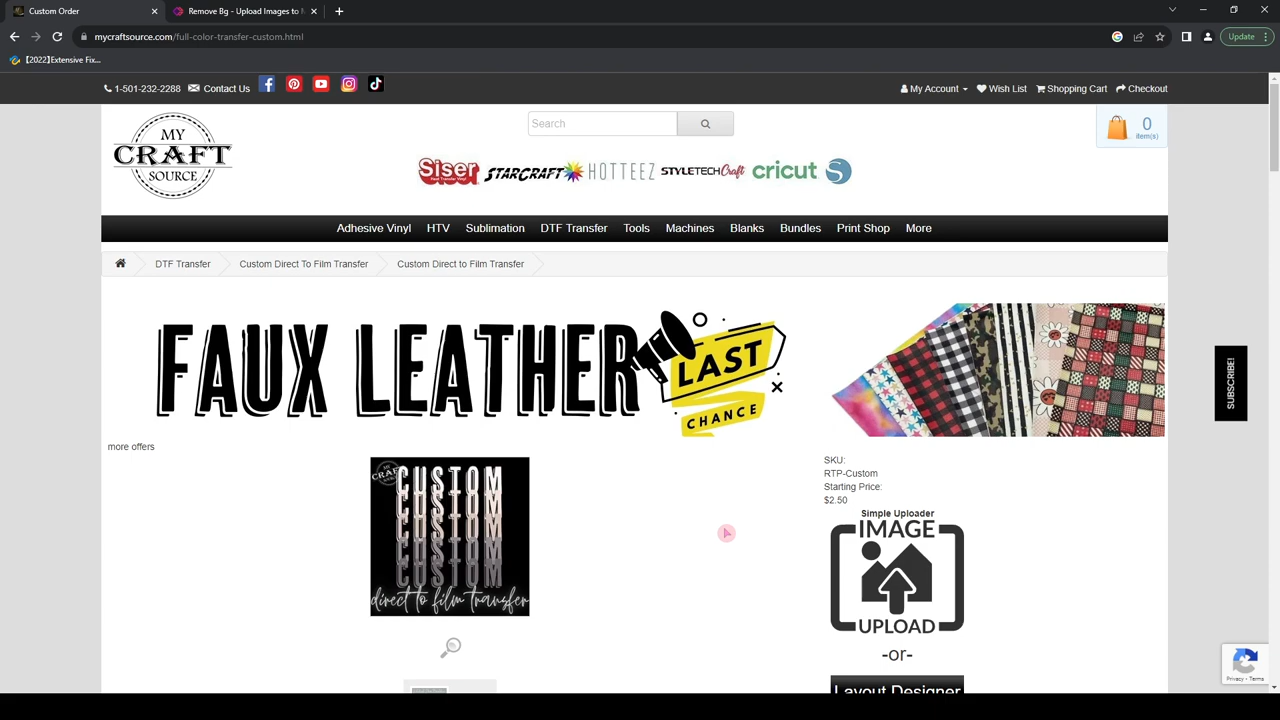 Custom Order
Remove Bg - Upload Images to
mycraftsource.com/full-color-transfer-custom.html
Update
【2022】Extensive Fix...
1-501-232-2288 Contact Us
My Account Wish List Shopping Cart Checkout
MY
CRAFT
SOURCE
Search
0
item(s)
Siser STARCRAFT HOTTEEZ STYLETECH Craft cricut
Adhesive Vinyl HTV Sublimation DTF Transfer Tools Machines Blanks Bundles Print Shop More
DTF Transfer Custom Direct To Film Transfer Custom Direct to Film Transfer
FAUX LEATHER LAST
CHANCE
SUBSCRIBE!
more offers
CUSTOM
CUSTOM
CUSTOM
CUSTOM
CUSTOM
direct to film transfer
SKU:
RTP-Custom
Starting Price:
$2.50
Simple Uploader
IMAGE
UPLOAD
-or-
Layout Designer
Privacy - Terms